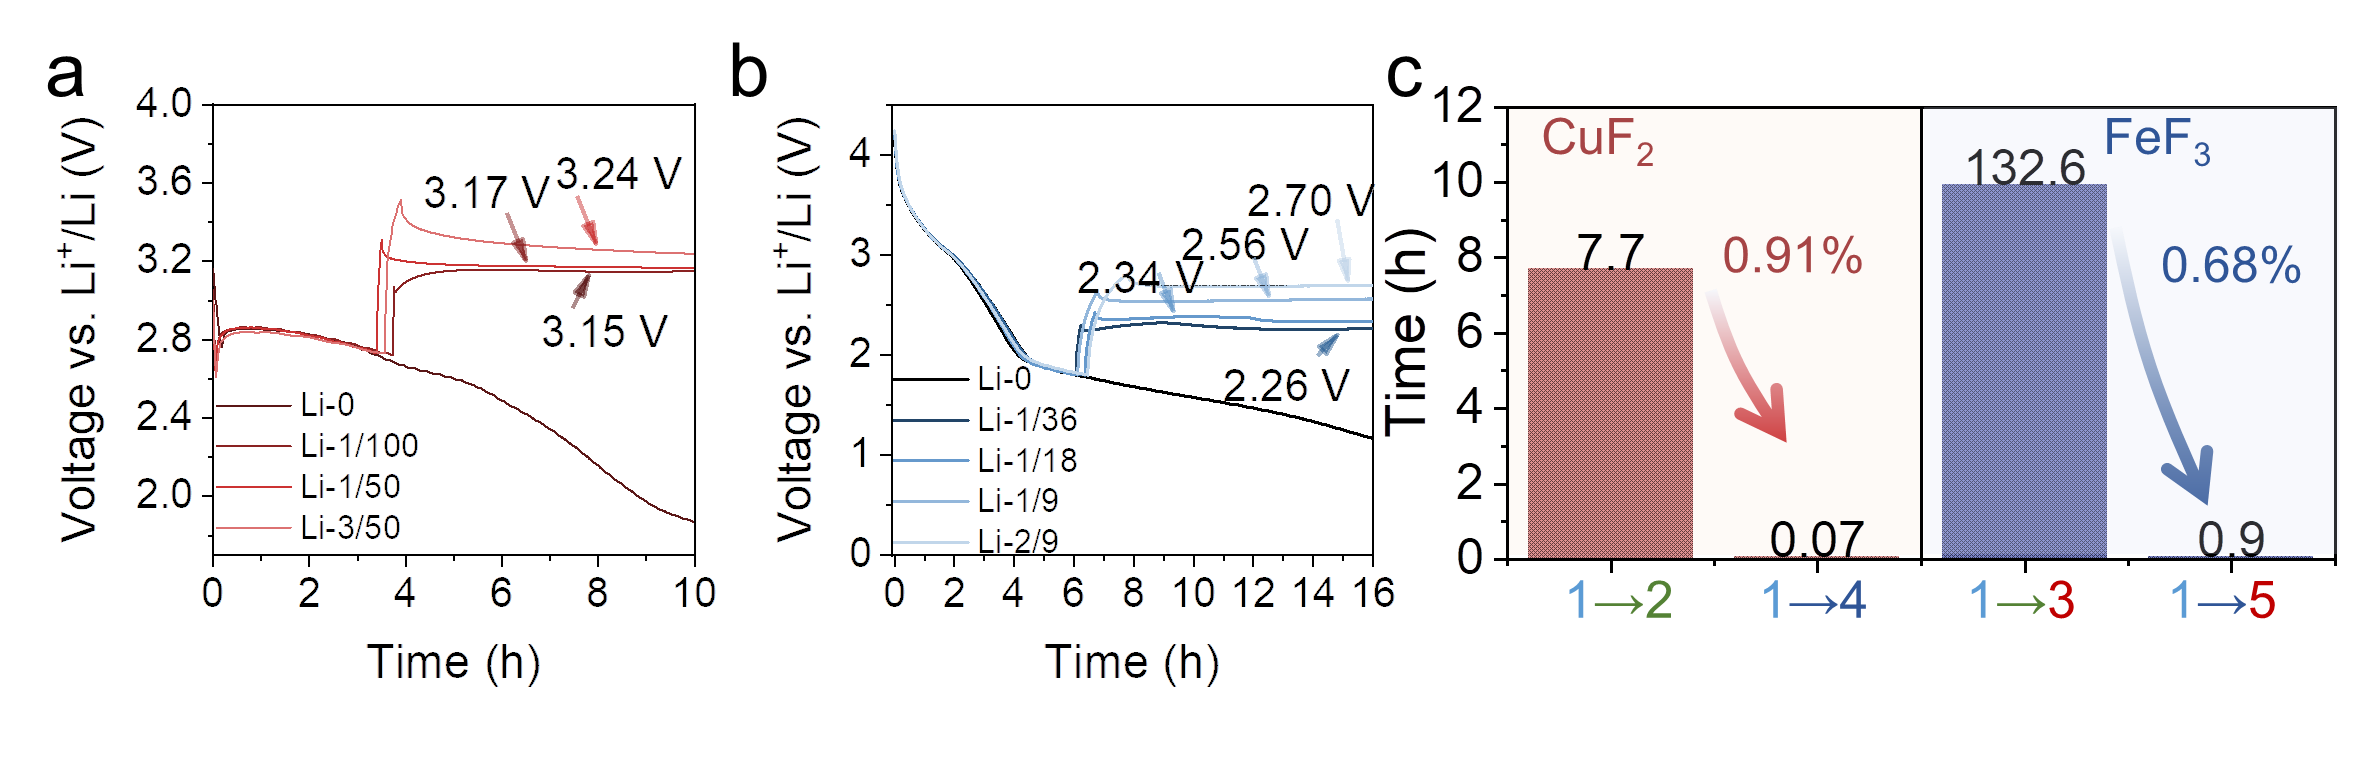 a
4.0
3.6
3.2
2.8
2.4
2.0
Voltage vs. Li⁺/Li (V)
3.17 V
3.24 V
3.15 V
Li-0
Li-1/100
Li-1/50
Li-3/50
0 2 4 6 8 10
Time (h)
b
4
3
2
1
0
Voltage vs. Li⁺/Li (V)
2.70 V
2.56 V
2.34 V
2.26 V
Li-0
Li-1/36
Li-1/18
Li-1/9
Li-2/9
0 2 4 6 8 10 12 14 16
Time (h)
c
12
10
8
6
4
2
0
Time (h)
CuF₂
7.7
0.91%
0.07
FeF₃
132.6
0.68%
0.9
1→2 1→4 1→3 1→5